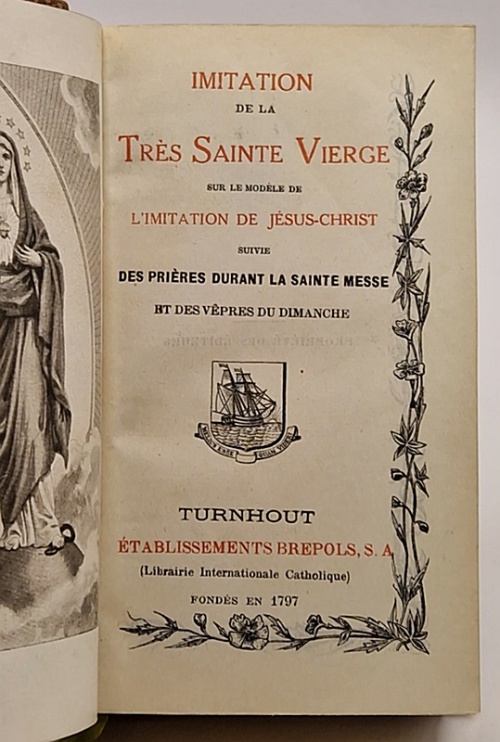 IMITATION
DE LA
TRÈS SAINTE VIERGE
SUR LE MODÈLE DE
L'IMITATION DE JÉSUS-CHRIST
SUIVIE
DES PRIÈRES DURANT LA SAINTE MESSE
ET DES VÊPRES DU DIMANCHE
TURNHOUT
ÉTABLISSEMENTS BREPOLS, S. A
(Librairie Internationale Catholique)
FONDÉS EN 1797